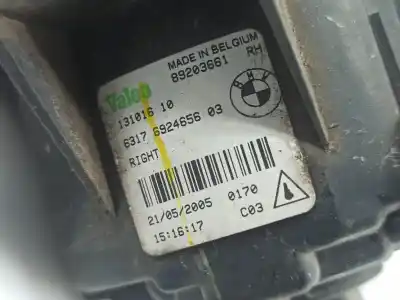 Valeo
MADE IN BELGIUM
89203661 RH
131016 10
BMW
6317 6924656 03
RIGHT
21/05/2005 0170
15:16:17 C03